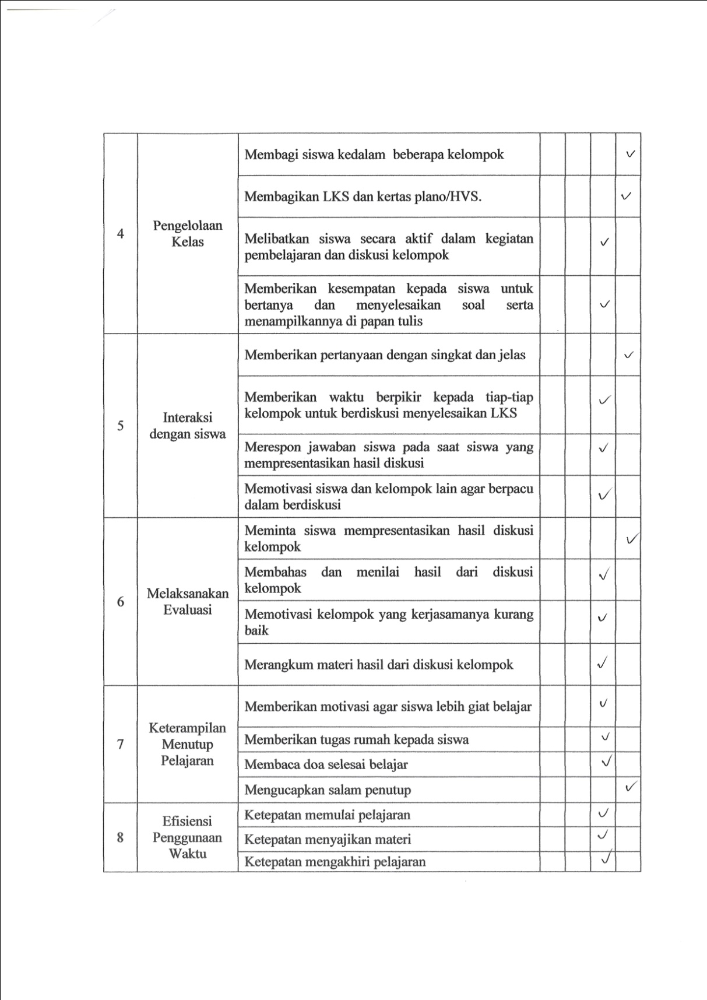 Membagi siswa kedalam beberapa kelompok
✓
Membagikan LKS dan kertas plano/HVS.
✓
4
Pengelolaan
Kelas
Melibatkan siswa secara aktif dalam kegiatan
pembelajaran dan diskusi kelompok
✓
Memberikan kesempatan kepada siswa untuk
bertanya dan menyelesaikan soal serta
menampilkannya di papan tulis
✓
Memberikan pertanyaan dengan singkat dan jelas
✓
5
Interaksi
dengan siswa
Memberikan waktu berpikir kepada tiap-tiap
kelompok untuk berdiskusi menyelesaikan LKS
✓
Merespon jawaban siswa pada saat siswa yang
mempresentasikan hasil diskusi
✓
Memotivasi siswa dan kelompok lain agar berpacu
dalam berdiskusi
✓
6
Melaksanakan
Evaluasi
Meminta siswa mempresentasikan hasil diskusi
kelompok
✓
Membahas dan menilai hasil dari diskusi
kelompok
✓
Memotivasi kelompok yang kerjasamanya kurang
baik
✓
Merangkum materi hasil dari diskusi kelompok
✓
7
Keterampilan
Menutup
Pelajaran
Memberikan motivasi agar siswa lebih giat belajar
✓
Memberikan tugas rumah kepada siswa
✓
Membaca doa selesai belajar
✓
Mengucapkan salam penutup
✓
8
Efisiensi
Penggunaan
Waktu
Ketepatan memulai pelajaran
✓
Ketepatan menyajikan materi
✓
Ketepatan mengakhiri pelajaran
✓